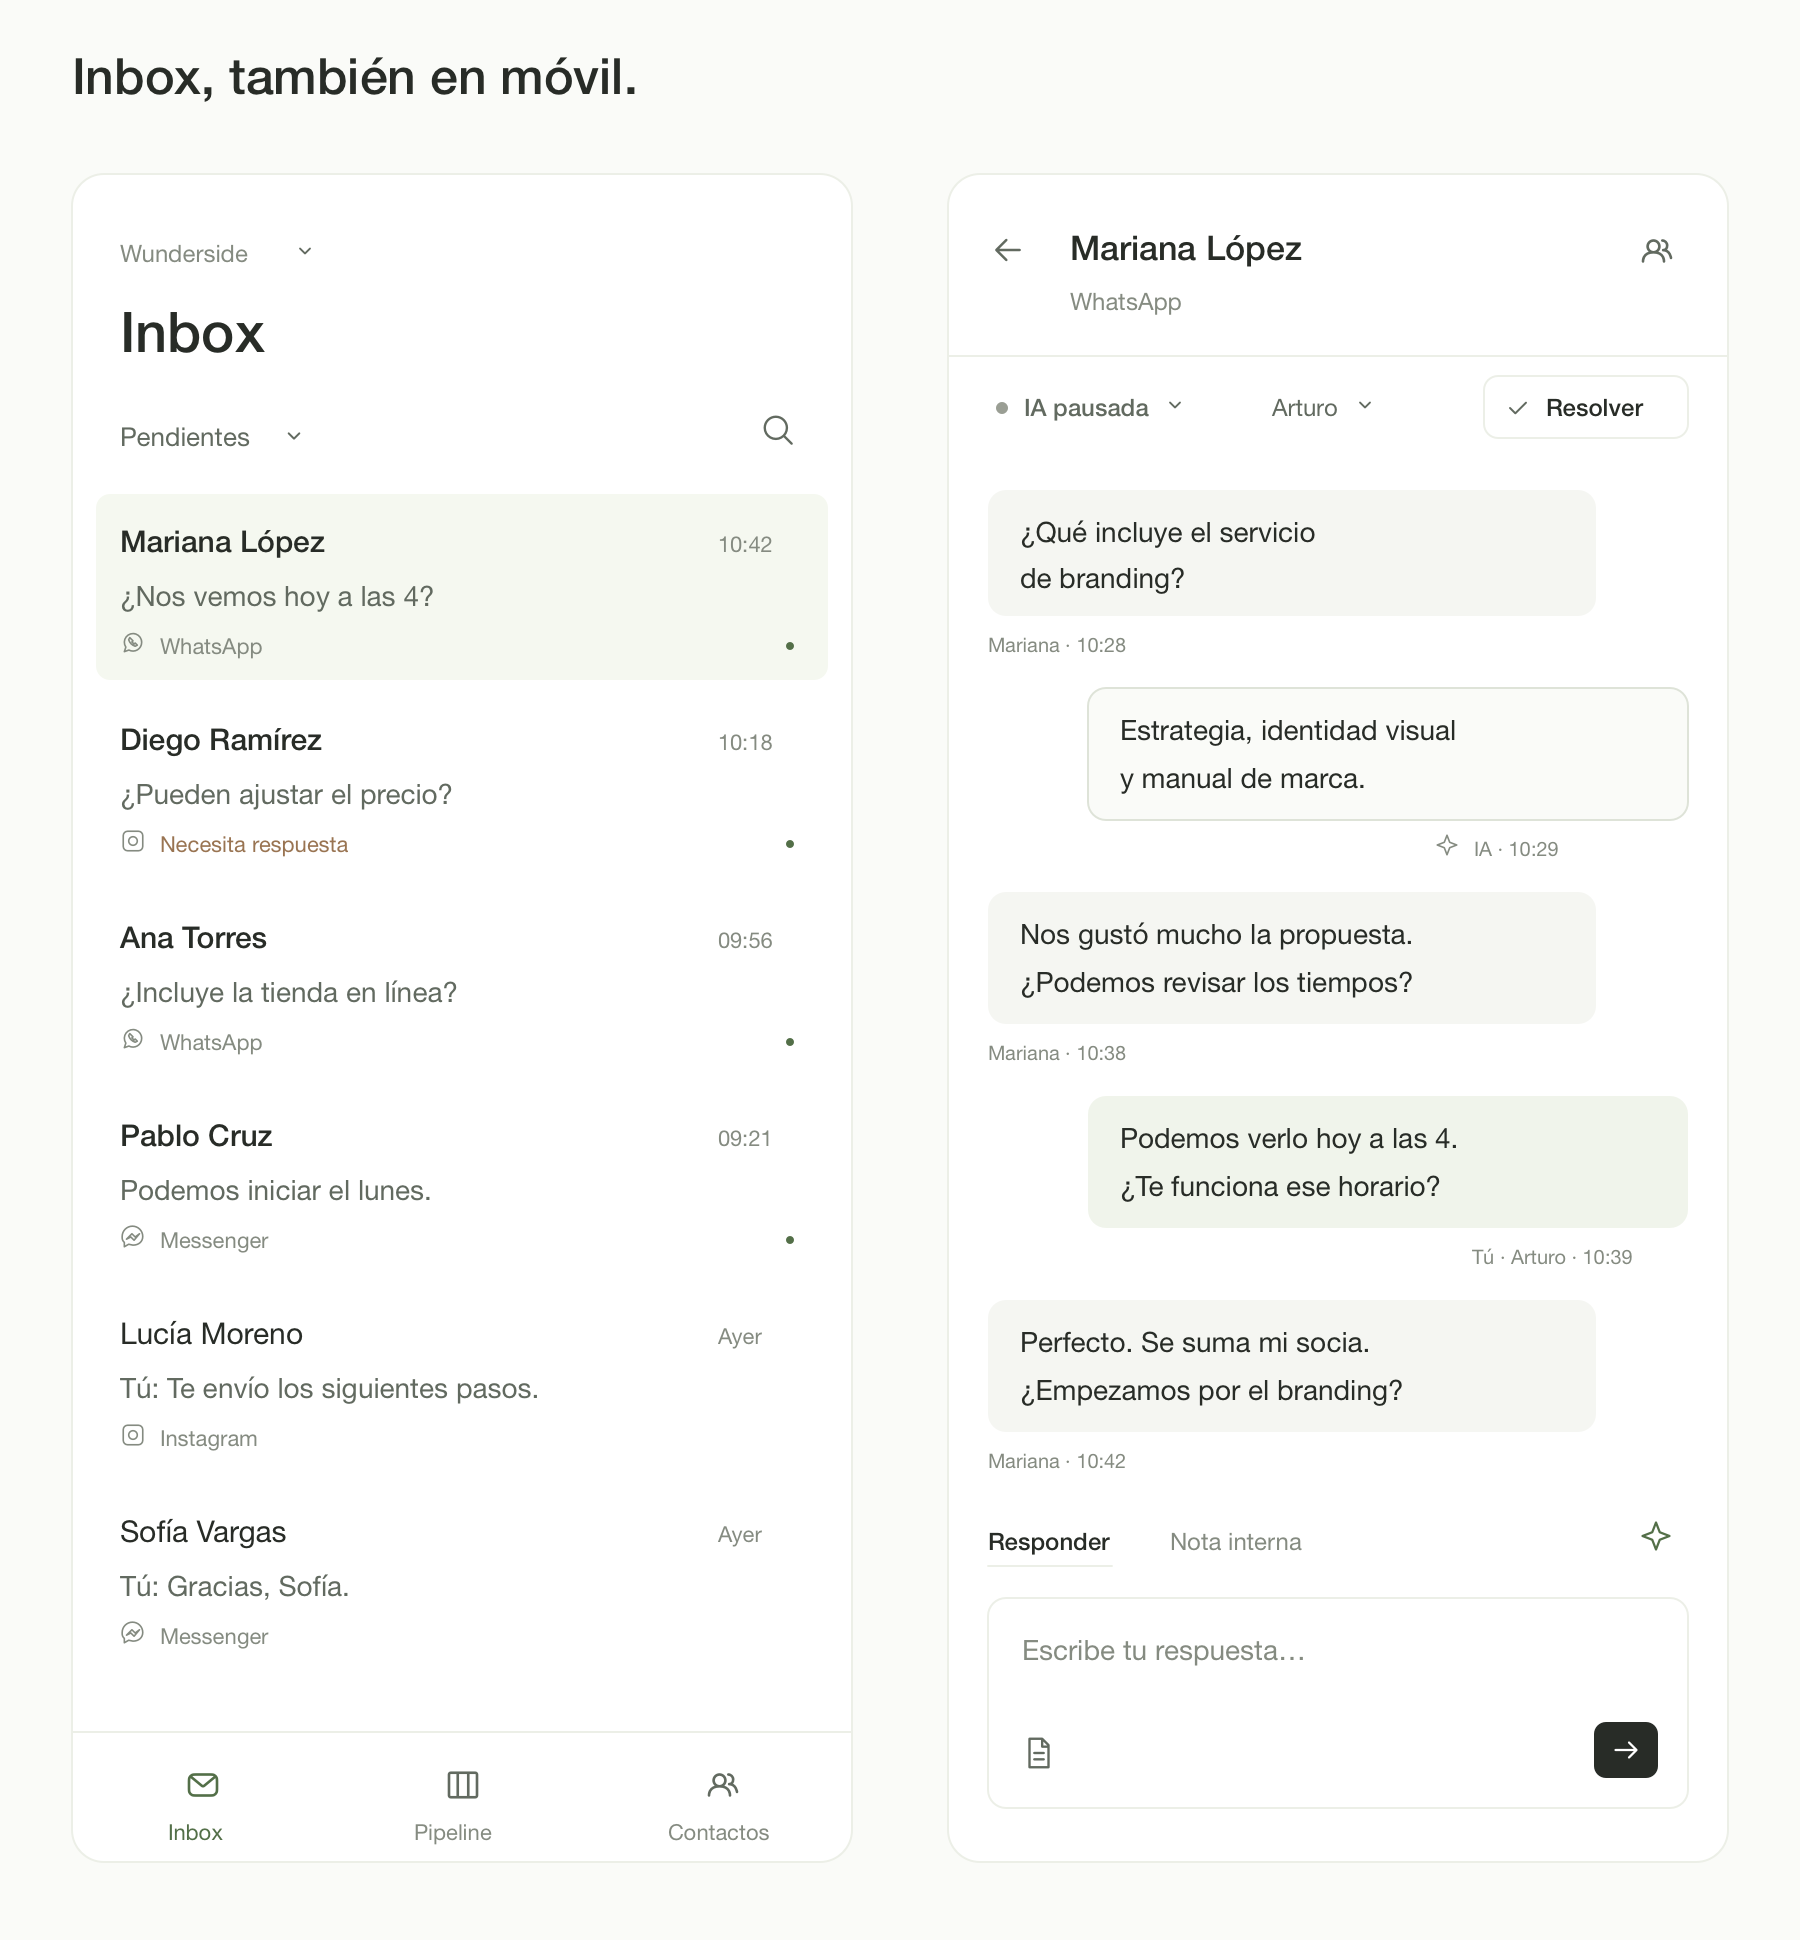 Inbox, también en móvil.
Wunderside
Inbox
Pendientes
Mariana López
10:42
¿Nos vemos hoy a las 4?
WhatsApp
Diego Ramírez
10:18
¿Pueden ajustar el precio?
Necesita respuesta
Ana Torres
09:56
¿Incluye la tienda en línea?
WhatsApp
Pablo Cruz
09:21
Podemos iniciar el lunes.
Messenger
Lucía Moreno
Ayer
Tú: Te envío los siguientes pasos.
Instagram
Sofía Vargas
Ayer
Tú: Gracias, Sofía.
Messenger
Inbox
Pipeline
Contactos
Mariana López
WhatsApp
IA pausada
Arturo
Resolver
¿Qué incluye el servicio
de branding?
Mariana · 10:28
Estrategia, identidad visual
y manual de marca.
IA · 10:29
Nos gustó mucho la propuesta.
¿Podemos revisar los tiempos?
Mariana · 10:38
Podemos verlo hoy a las 4.
¿Te funciona ese horario?
Tú · Arturo · 10:39
Perfecto. Se suma mi socia.
¿Empezamos por el branding?
Mariana · 10:42
Responder
Nota interna
Escribe tu respuesta…